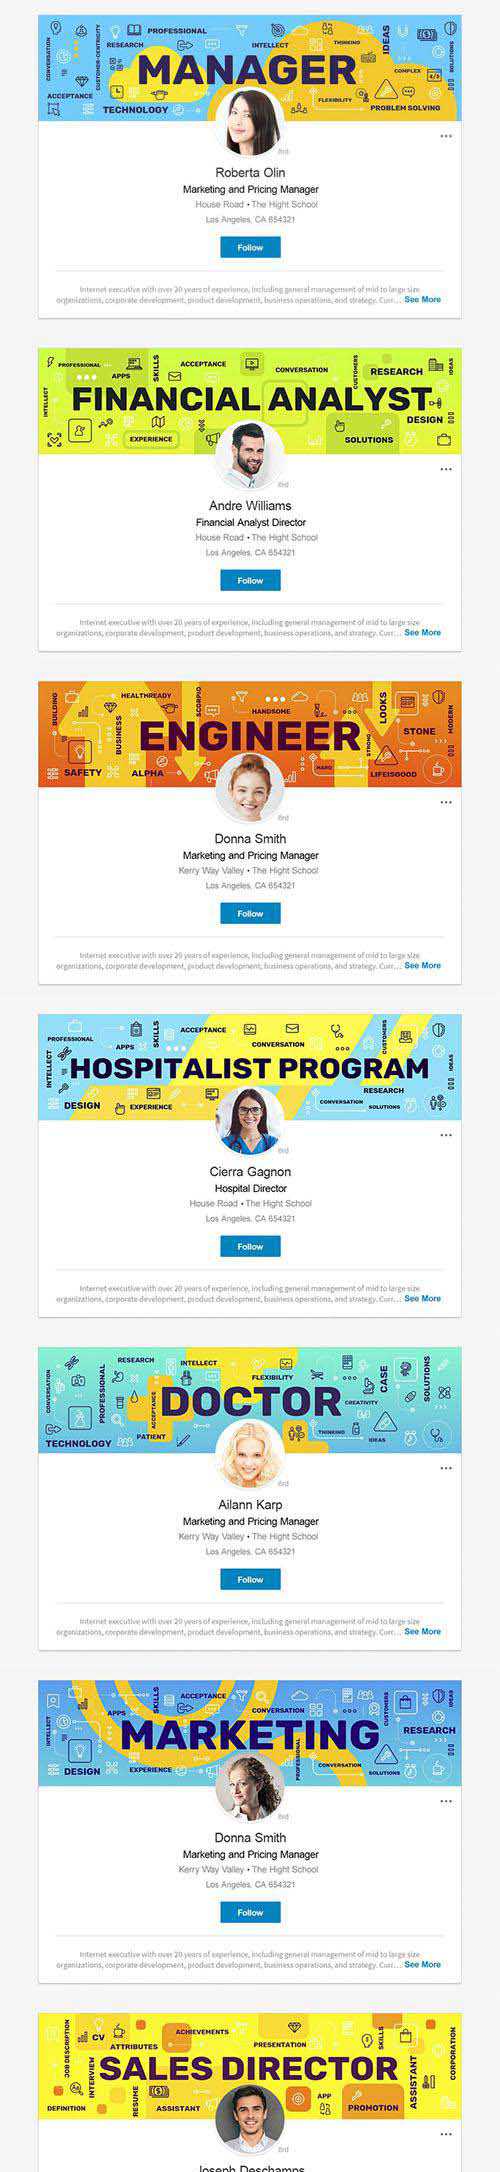 CONVERSATION
CUSTOMER-CENTRICITY
PROFESSIONAL
RESEARCH
INTELLECT
THINKING
IDEAS
SOLUTIONS
MANAGER
COMPLEX
ACCEPTANCE
TECHNOLOGY
FLEXIBILITY
PROBLEM SOLVING
Roberta Olin
Marketing and Pricing Manager
House Road • The Hight School
Los Angeles, CA 654321
Follow
Internet executive with over 20 years of experience, including general management of mid to large size
organizations, corporate development, product development, business operations, and strategy. Curr... See More
PROFESSIONAL
APPS
SKILLS
ACCEPTANCE
CONVERSATION
CUSTOMERS
RESEARCH
IDEAS
INTELLECT
FINANCIAL ANALYST
DESIGN
EXPERIENCE
SOLUTIONS
Andre Williams
Financial Analyst Director
House Road • The Hight School
Los Angeles, CA 654321
Follow
Internet executive with over 20 years of experience, including general management of mid to large size
organizations, corporate development, product development, business operations, and strategy. Curr... See More
BUILDING
HEALTHREADY
SCORPIO
HANDSOME
LOOKS
MODERN
BUSINESS
ENGINEER
STRONG
STONE
SAFETY
ALPHA
HARD
LIFEISGOOD
Donna Smith
Marketing and Pricing Manager
Kerry Way Valley • The Hight School
Los Angeles, CA 654321
Follow
Internet executive with over 20 years of experience, including general management of mid to large size
organizations, corporate development, product development, business operations, and strategy. Curr... See More
PROFESSIONAL
APPS
SKILLS
ACCEPTANCE
CONVERSATION
CUSTOMERS
IDEAS
INTELLECT
HOSPITALIST PROGRAM
RESEARCH
DESIGN
EXPERIENCE
CONVERSATION
SOLUTIONS
Cierra Gagnon
Hospital Director
House Road • The Hight School
Los Angeles, CA 654321
Follow
Internet executive with over 20 years of experience, including general management of mid to large size
organizations, corporate development, product development, business operations, and strategy. Curr... See More
CONVERSATION
PROFESSIONAL
RESEARCH
INTELLECT
FLEXIBILITY
CASE
SOLUTIONS
ACCEPTANCE
DOCTOR
CREATIVITY
TECHNOLOGY
PATIENT
THINKING
IDEAS
Ailann Karp
Marketing and Pricing Manager
Kerry Way Valley • The Hight School
Los Angeles, CA 654321
Follow
Internet executive with over 20 years of experience, including general management of mid to large size
organizations, corporate development, product development, business operations, and strategy. Curr... See More
APPS
SKILLS
ACCEPTANCE
CONVERSATION
CUSTOMERS
IDEAS
INTELLECT
MARKETING
RESEARCH
DESIGN
EXPERIENCE
PROFESSIONAL
CONVERSATION
SOLUTIONS
Donna Smith
Marketing and Pricing Manager
Kerry Way Valley • The Hight School
Los Angeles, CA 654321
Follow
Internet executive with over 20 years of experience, including general management of mid to large size
organizations, corporate development, product development, business operations, and strategy. Curr... See More
JOB DESCRIPTION
CV
ATTRIBUTES
ACHIEVEMENTS
PRESENTATION
SKILLS
CORPORATION
INTERVIEW
SALES DIRECTOR
ASSISTANT
DEFINITION
RESUME
ASSISTANT
APP
PROMOTION
Joseph Deschamps